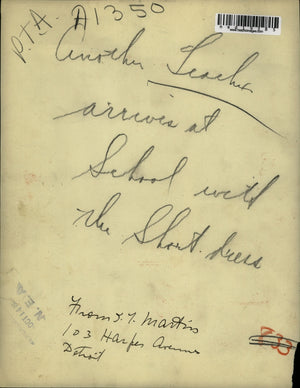 P.T.A. A1350
Another Teacher
arrives at
School with
the Short dress
N.E.A.
From T. T. Martin
103 Harper Avenue
Detroit